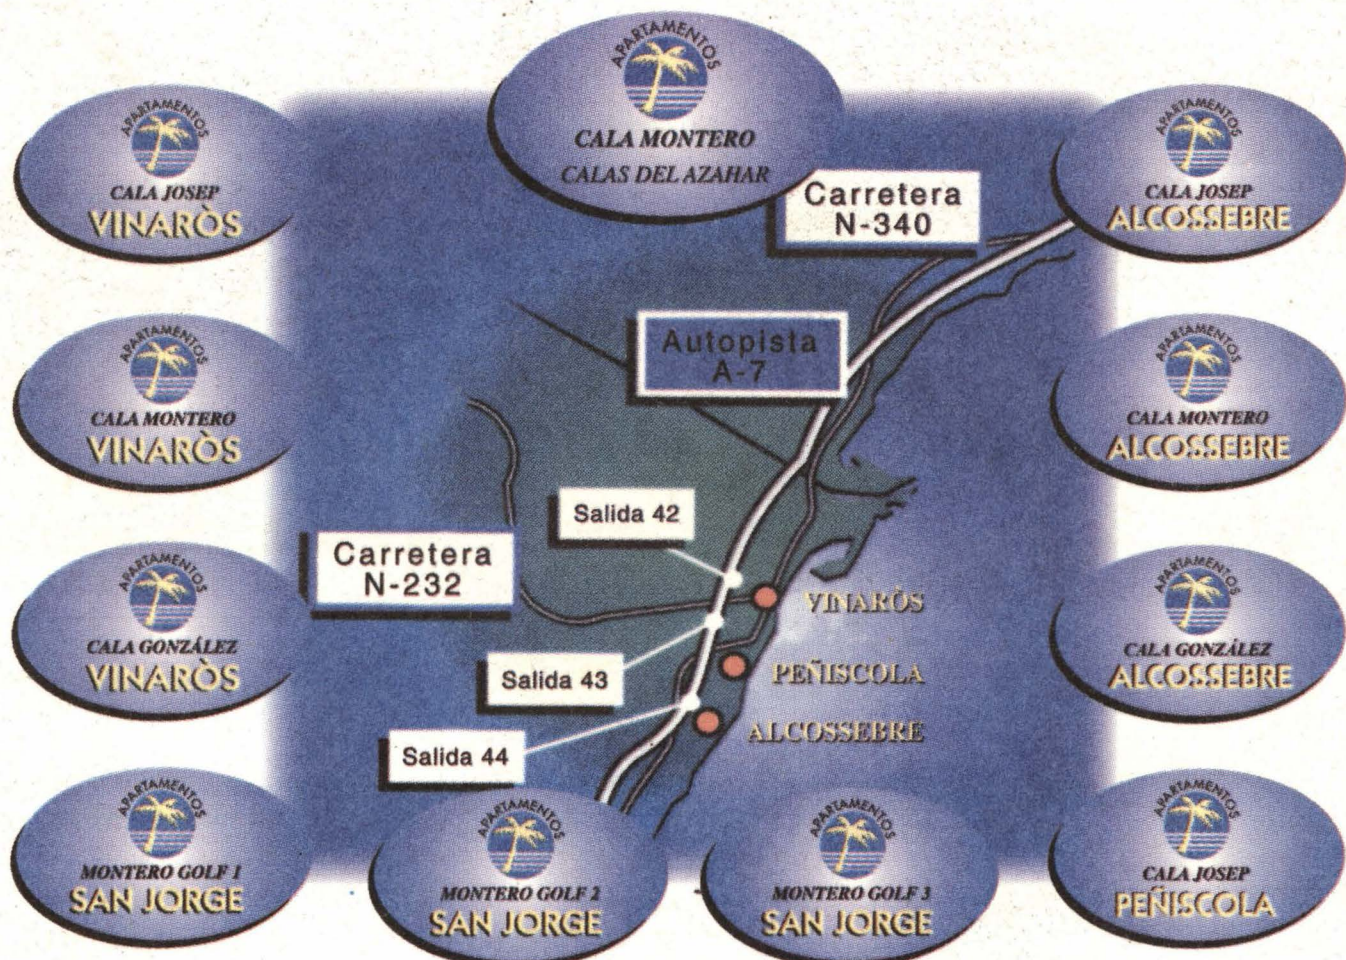 APARTAMENTOS
CALA MONTERO
CALAS DEL AZAHAR
APARTAMENTOS
CALA JOSEP
VINARÒS
APARTAMENTOS
CALA JOSEP
ALCOSSEBRE
Carretera
N-340
APARTAMENTOS
CALA MONTERO
VINARÒS
Autopista
A-7
APARTAMENTOS
CALA MONTERO
ALCOSSEBRE
Salida 42
Carretera
N-232
APARTAMENTOS
CALA GONZÁLEZ
VINARÒS
VINARÒS
APARTAMENTOS
CALA GONZÁLEZ
ALCOSSEBRE
Salida 43
PEÑISCOLA
ALCOSSEBRE
Salida 44
APARTAMENTOS
MONTERO GOLF 1
SAN JORGE
APARTAMENTOS
MONTERO GOLF 2
SAN JORGE
APARTAMENTOS
MONTERO GOLF 3
SAN JORGE
APARTAMENTOS
CALA JOSEP
PEÑISCOLA